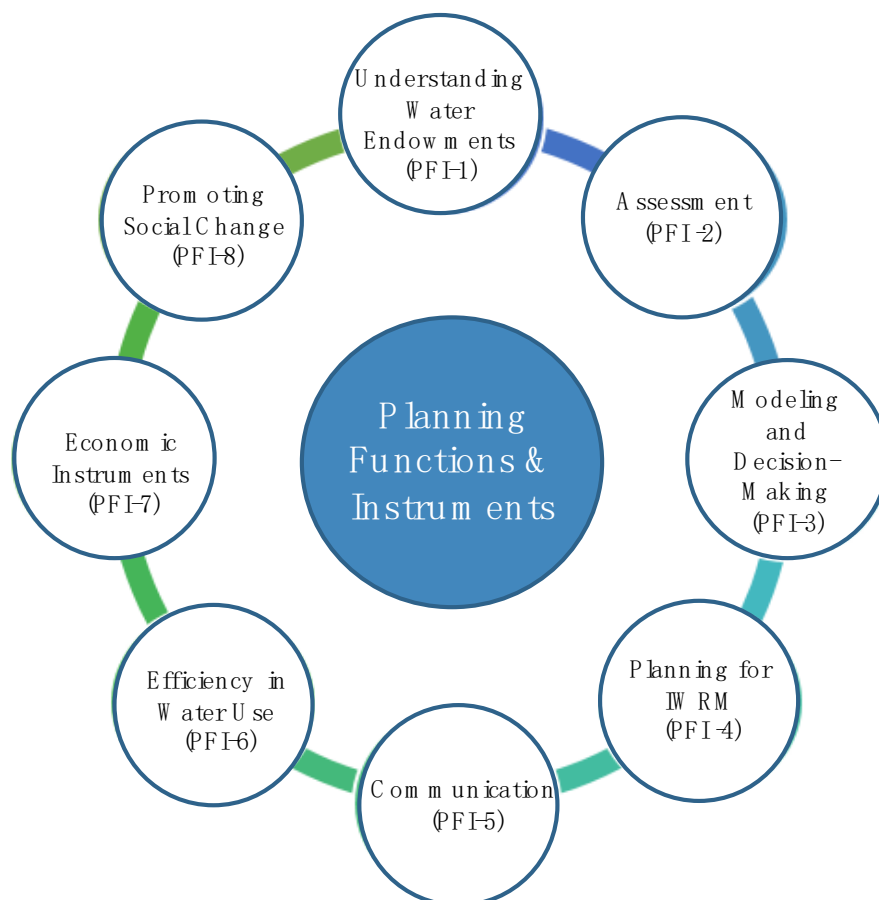 Understanding
Water
Endowments
(PFI-1)
Assessment
(PFI-2)
Modeling
and
Decision-
Making
(PFI-3)
Planning for
IWRM
(PFI-4)
Communication
(PFI-5)
Efficiency in
Water Use
(PFI-6)
Economic
Instruments
(PFI-7)
Promoting
Social Change
(PFI-8)
Planning
Functions &
Instruments